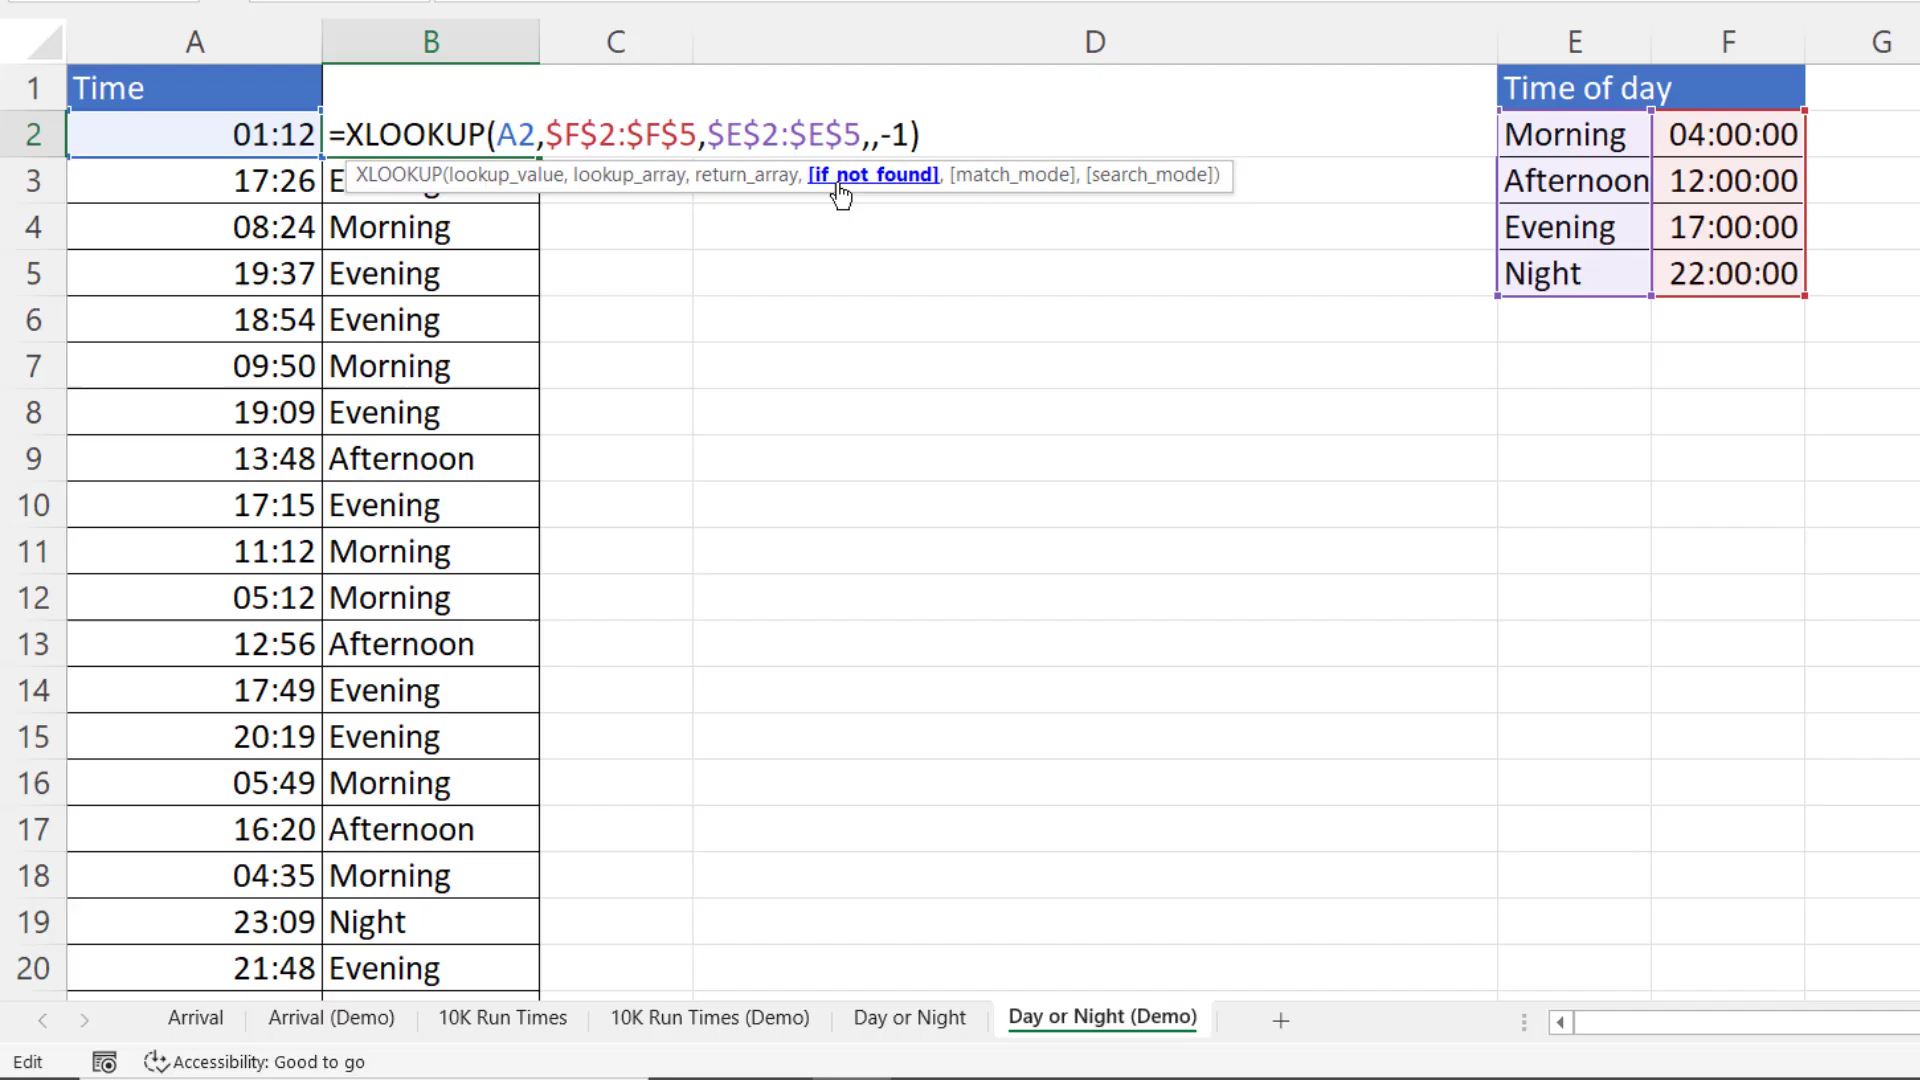 A B C D E F G
1 Time Time of day
2 01:12 =XLOOKUP(A2,$F$2:$F$5,$E$2:$E$5,,-1) Morning 04:00:00
XLOOKUP(lookup_value, lookup_array, return_array, [if_not_found], [match_mode], [search_mode])
3 17:26 Afternoon 12:00:00
4 08:24 Morning Evening 17:00:00
5 19:37 Evening Night 22:00:00
6 18:54 Evening
7 09:50 Morning
8 19:09 Evening
9 13:48 Afternoon
10 17:15 Evening
11 11:12 Morning
12 05:12 Morning
13 12:56 Afternoon
14 17:49 Evening
15 20:19 Evening
16 05:49 Morning
17 16:20 Afternoon
18 04:35 Morning
19 23:09 Night
20 21:48 Evening
Arrival Arrival (Demo) 10K Run Times 10K Run Times (Demo) Day or Night Day or Night (Demo)
Edit Accessibility: Good to go